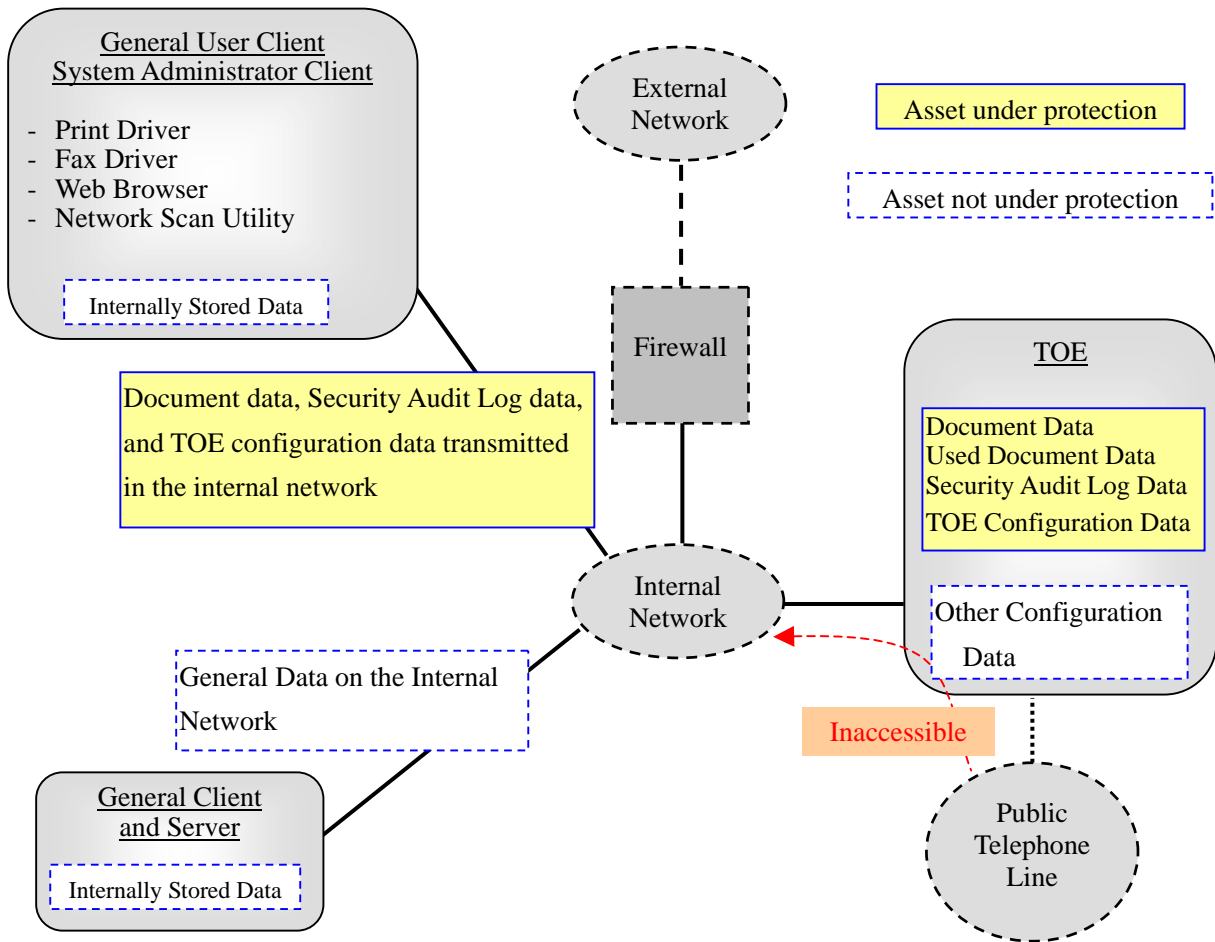 General User Client
System Administrator Client
- Print Driver
- Fax Driver
- Web Browser
- Network Scan Utility
Internally Stored Data
External
Network
Asset under protection
Asset not under protection
Firewall
TOE
Document Data
Used Document Data
Security Audit Log Data
TOE Configuration Data
Other Configuration
Data
Document data, Security Audit Log data,
and TOE configuration data transmitted
in the internal network
Internal
Network
General Data on the Internal
Network
Inaccessible
General Client
and Server
Internally Stored Data
Public
Telephone
Line